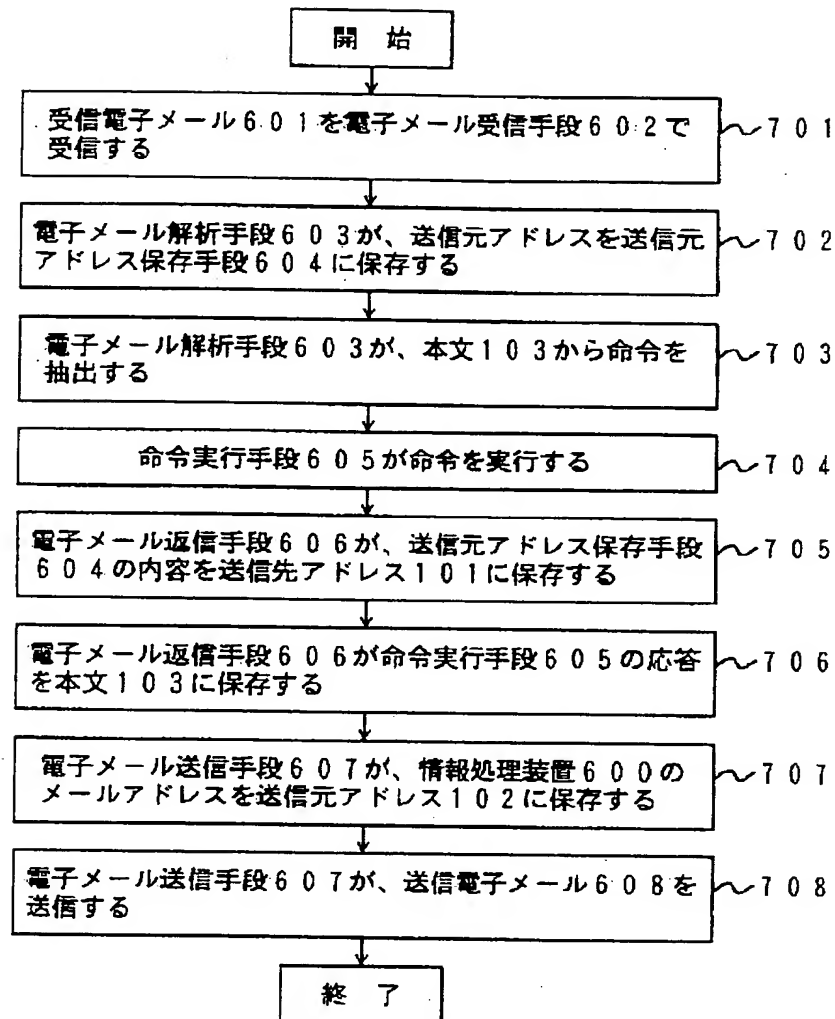 開 始
受信電子メール601を電子メール受信手段602で 〜701
受信する
電子メール解析手段603が、送信元アドレスを送信元 〜702
アドレス保存手段604に保存する
電子メール解析手段603が、本文103から命令を 〜703
抽出する
命令実行手段605が命令を実行する 〜704
電子メール返信手段606が、送信元アドレス保存手段 〜705
604の内容を送信先アドレス101に保存する
電子メール返信手段606が命令実行手段605の応答 〜706
を本文103に保存する
電子メール送信手段607が、情報処理装置600の 〜707
メールアドレスを送信元アドレス102に保存する
電子メール送信手段607が、送信電子メール608を 〜708
送信する
終 了